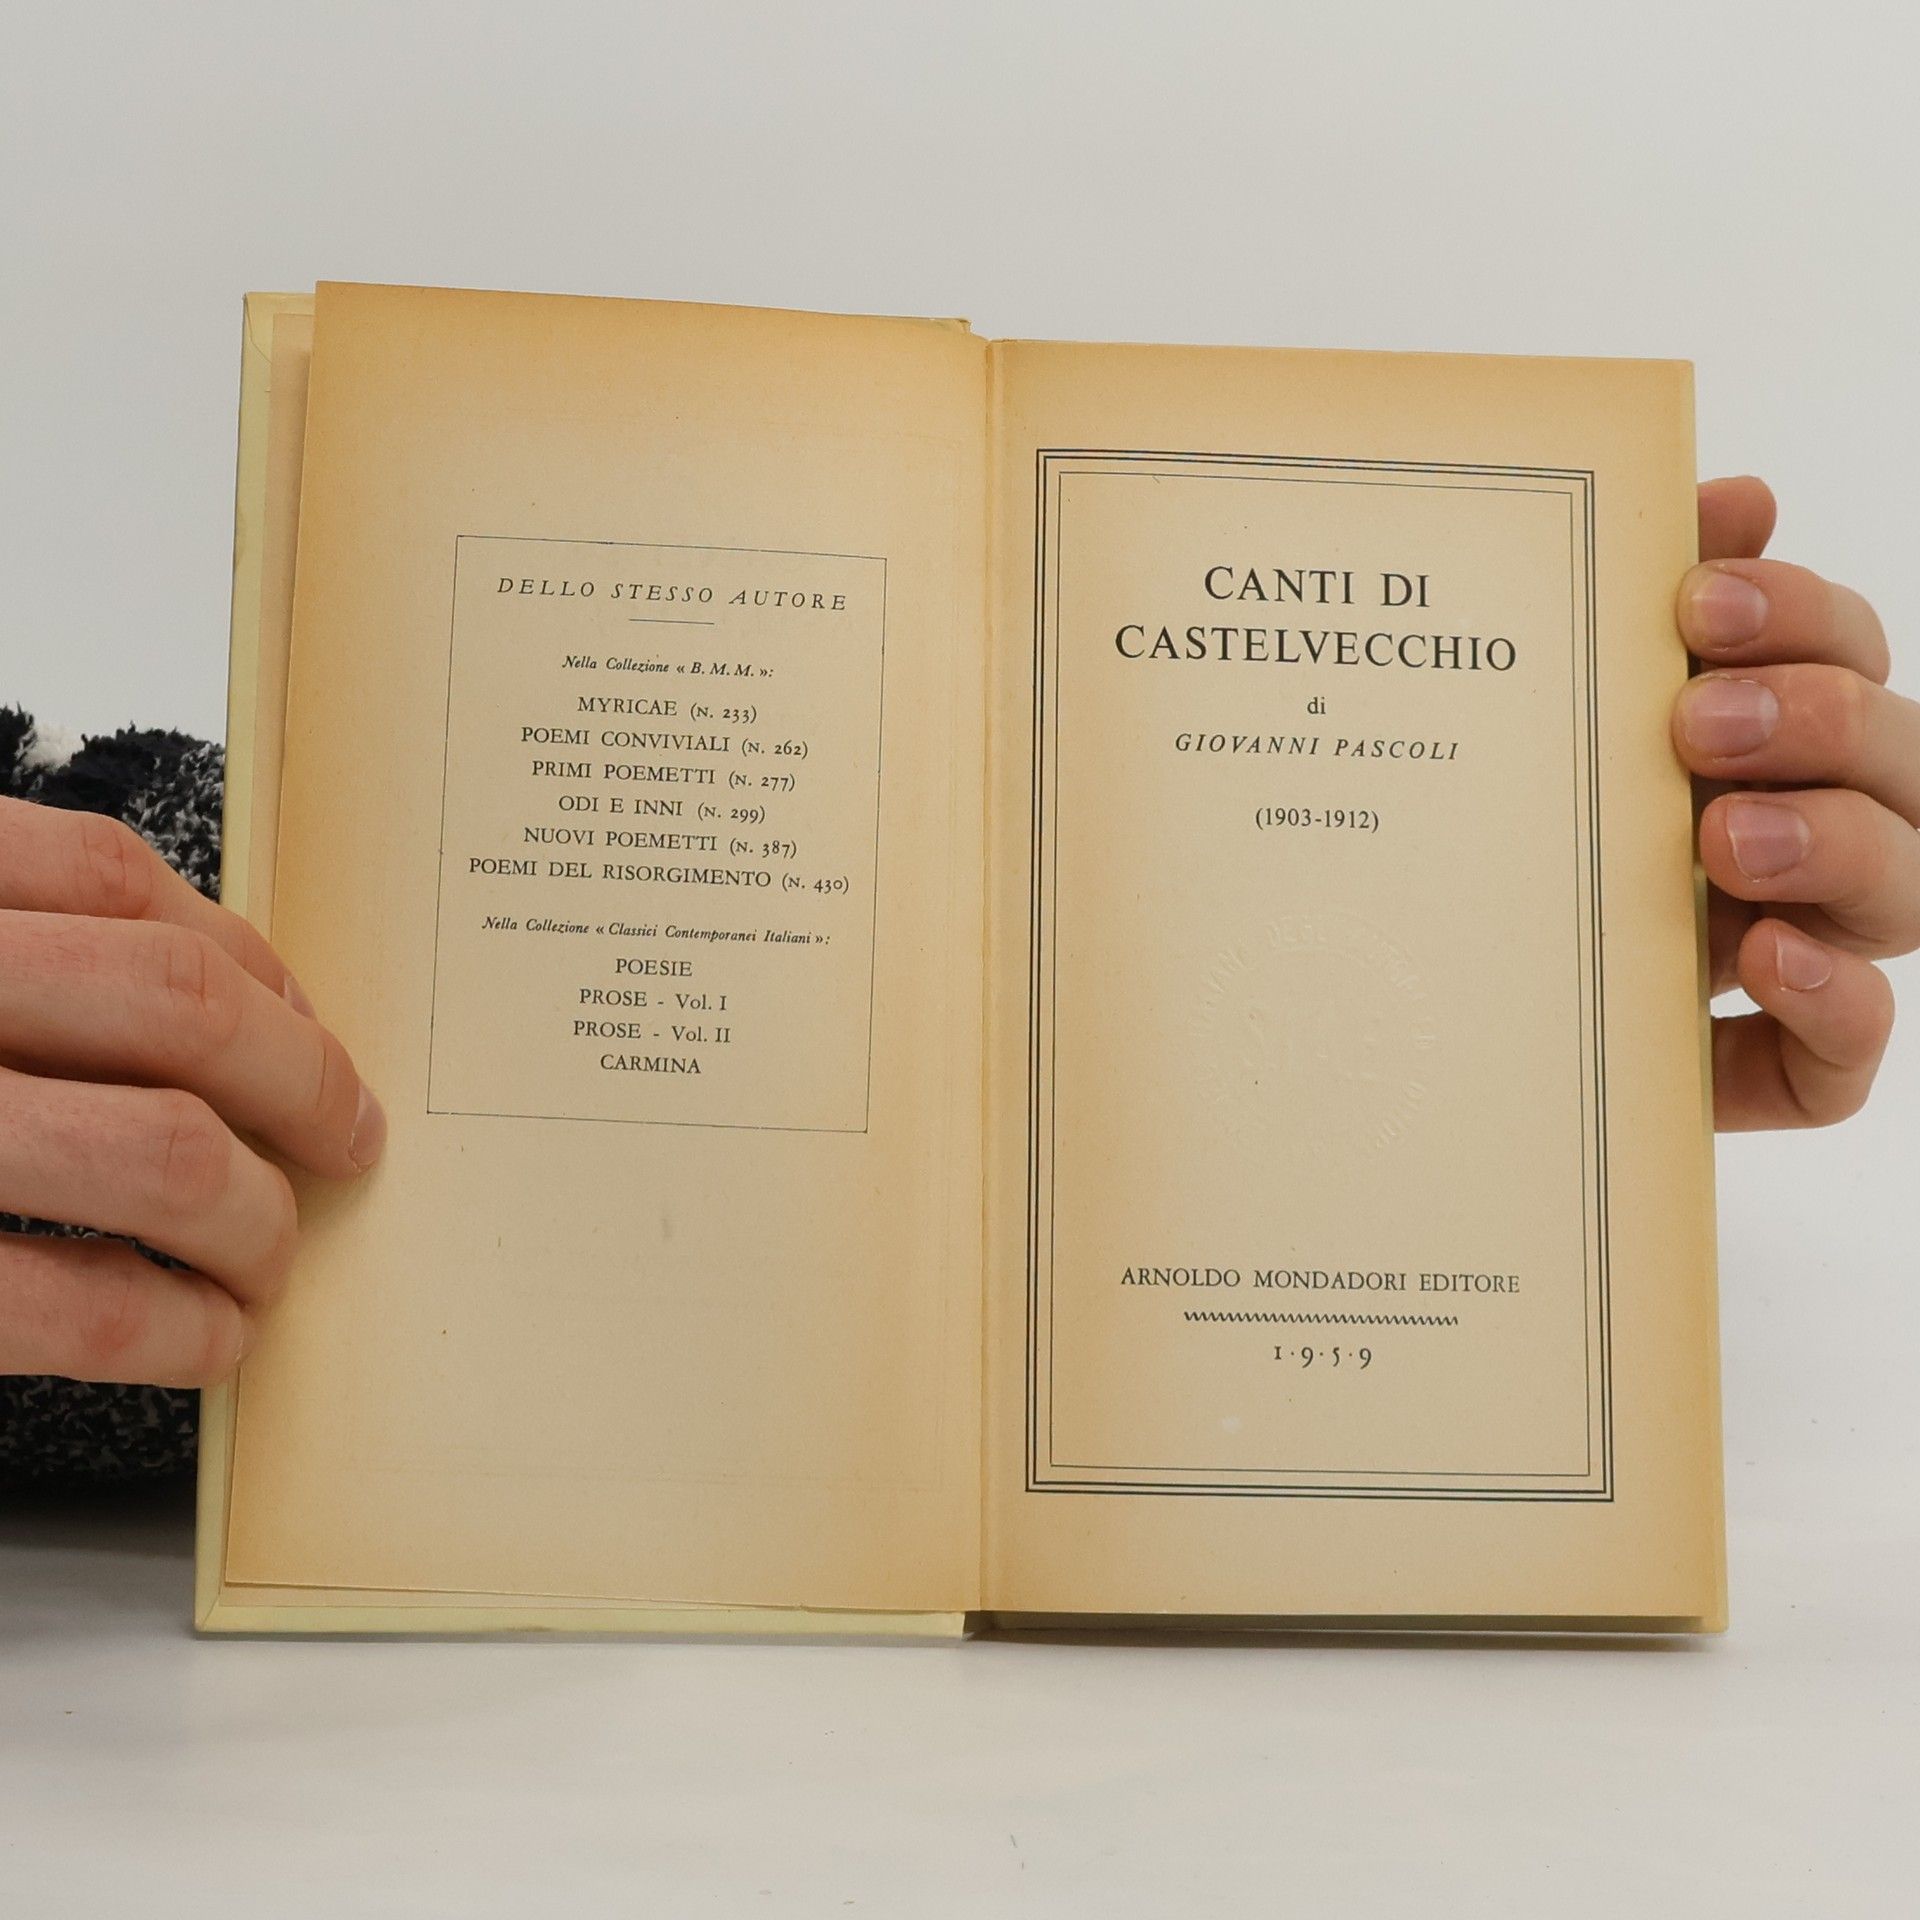 DELLO STESSO AUTORE
Nella Collezione « B. M. M. »:
MYRICAE (N. 233)
POEMI CONVIVIALI (N. 262)
PRIMI POEMETTI (N. 277)
ODI E INNI (N. 299)
NUOVI POEMETTI (N. 387)
POEMI DEL RISORGIMENTO (N. 430)
Nella Collezione « Classici Contemporanei Italiani »:
POESIE
PROSE - Vol. I
PROSE - Vol. II
CARMINA
CANTI DI
CASTELVECCHIO
di
GIOVANNI PASCOLI
(1903-1912)
ARNOLDO MONDADORI EDITORE
1·9·5·9